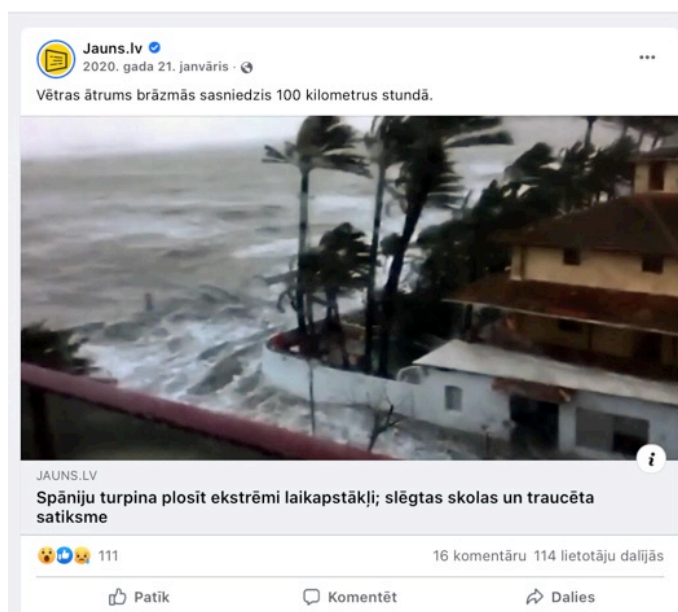 Jauns.lv
2020. gada 21. janvāris ·
Vētras ātrums brāzmās sasniedzis 100 kilometrus stundā.
JAUNS.LV
Spāniju turpina plosīt ekstrēmi laikapstākļi; slēgtas skolas un traucēta
satiksme
111
16 komentāru 114 lietotāju dalījās
Patīk
Komentēt
Dalies